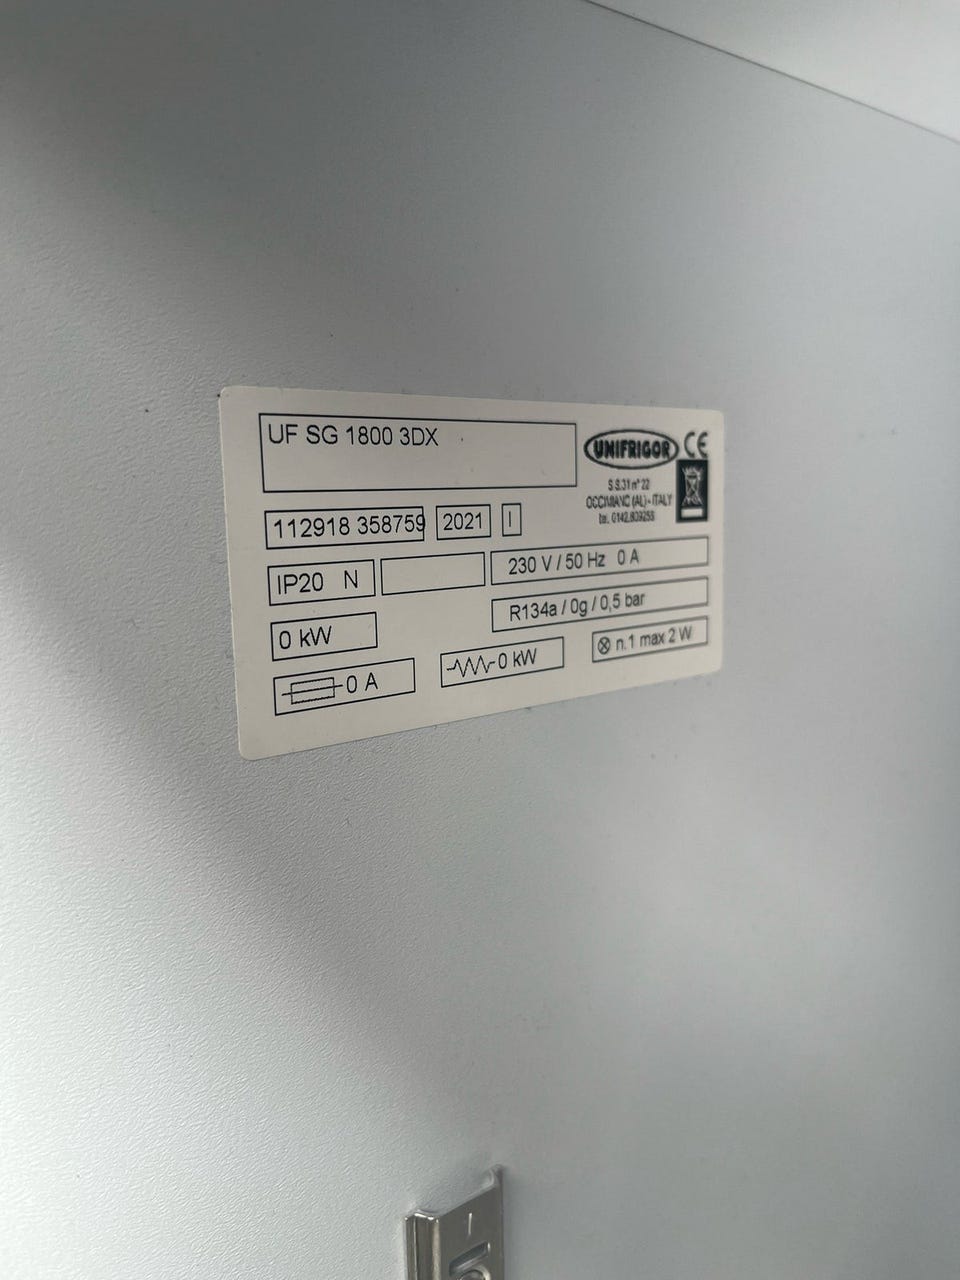 UF SG 1800 3DX
UNIFRIGOR CE
S.S.31 n° 22
OCCIMIANO (AL) - ITALY
tel. 0142.809258
112918 358759 2021 I
IP20 N
230 V / 50 Hz 0 A
R134a / 0g / 0,5 bar
0 kW
0 A
0 kW
n.1 max 2 W